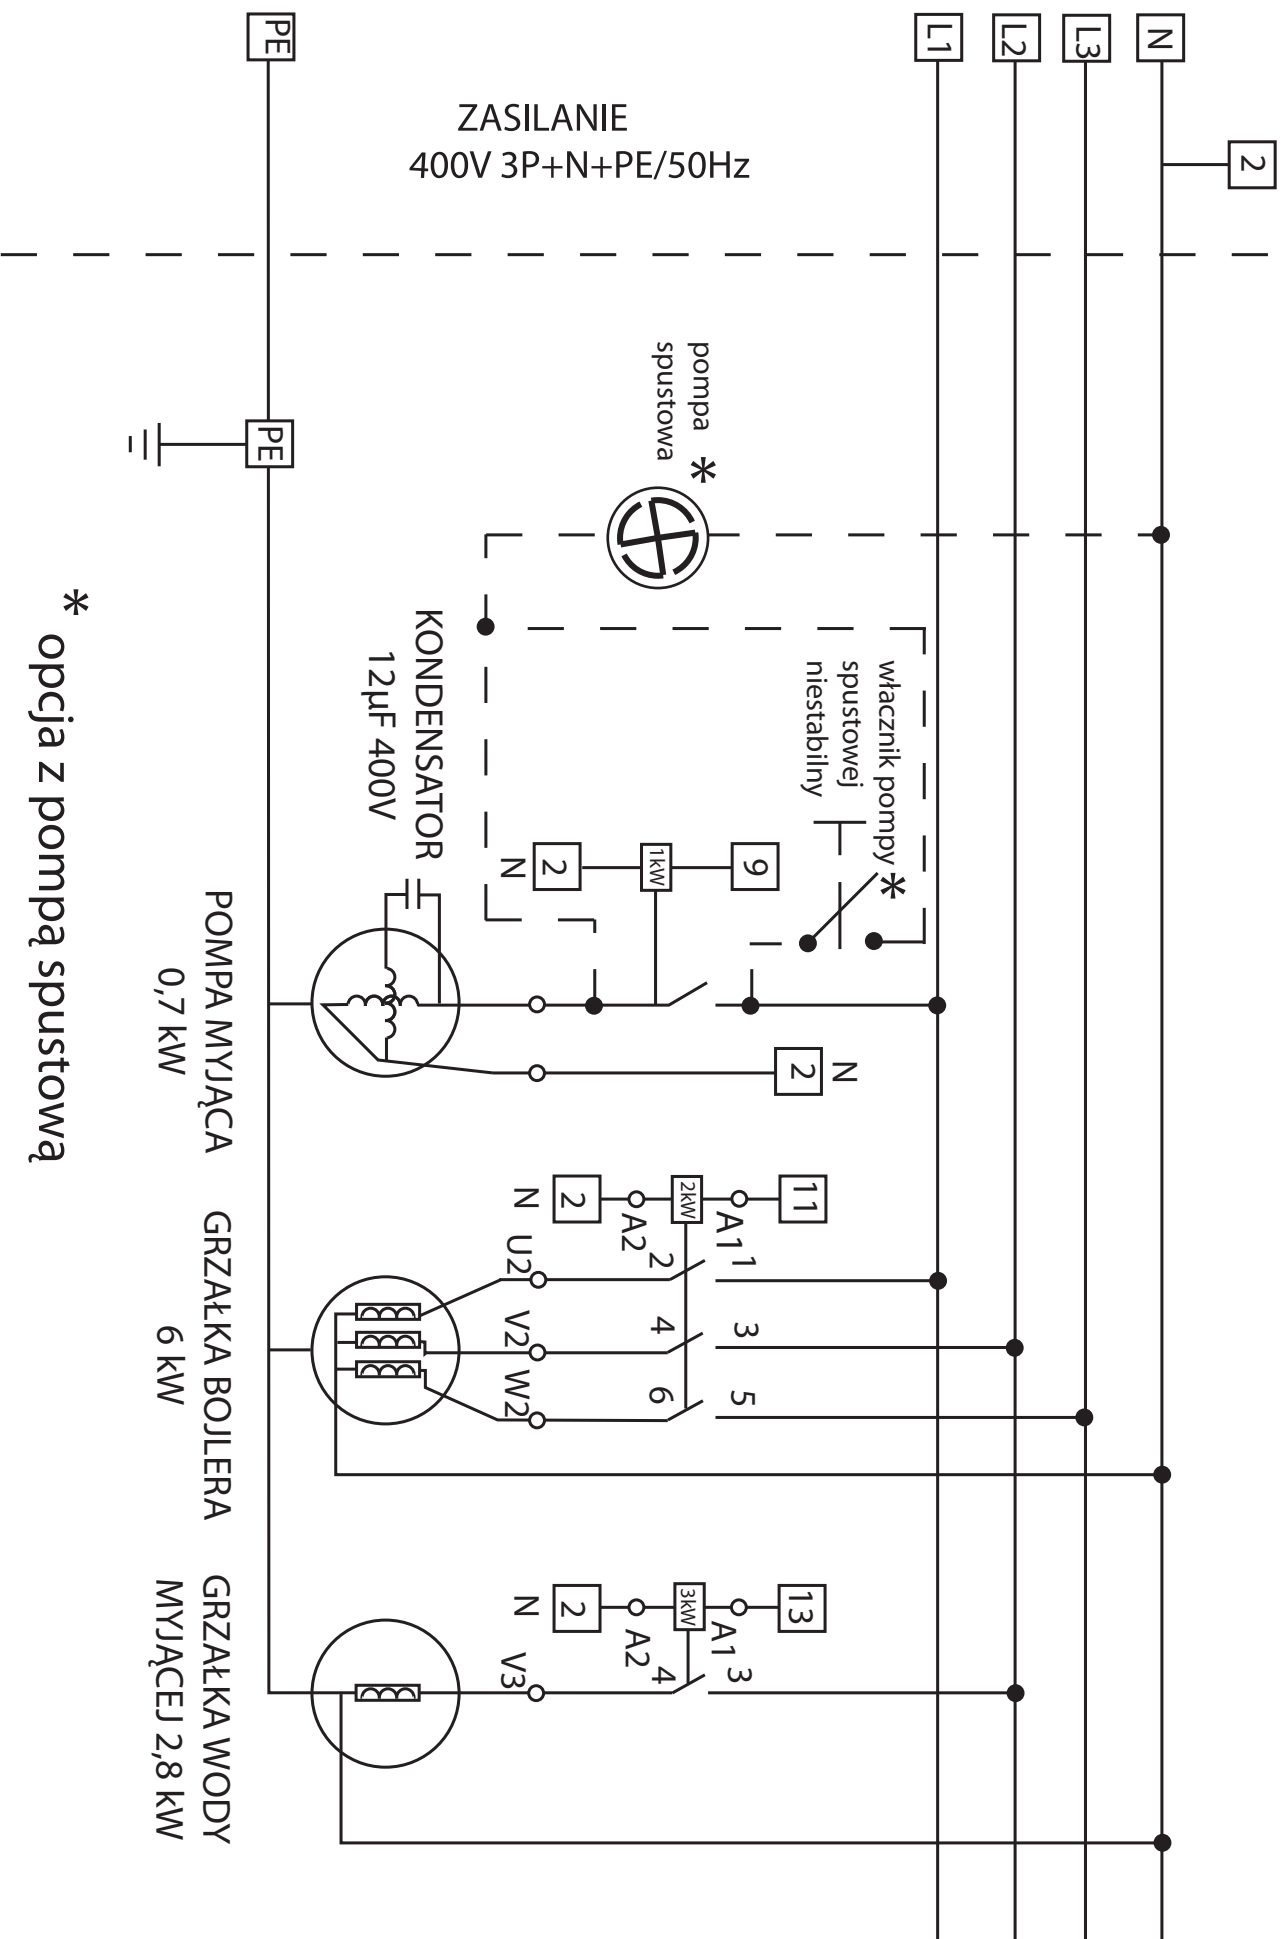 PE
L1
L2
L3
N
2
ZASILANIE
400V 3P+N+PE/50Hz
PE
pompa
spustowa
*
włacznik pompy
spustowej
niestabilny
*
KONDENSATOR
12µF 400V
9
1kW
2
N
N
2
POMPA MYJĄCA
0,7 kW
11
A1
2kW
A2
2
N
1
2
U2
3
4
V2
5
6
W2
GRZAŁKA BOJLERA
6 kW
13
A1
3kW
A2
2
N
3
4
V3
GRZAŁKA WODY
MYJĄCEJ 2,8 kW
* opcja z pompą spustową